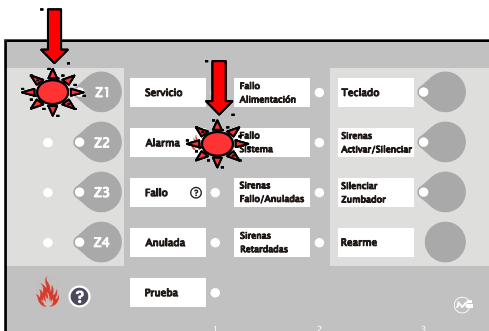 Z1 Servicio Fallo Teclado
Alimentación
Z2 Alarma Fallo Sirenas
Sistema Activar/Silenciar
Z3 Fallo ? Sirenas Silenciar
Fallo/Anuladas Zumbador
Z4 Anulada Sirenas Rearme
Retardadas
? Prueba
1 2 3